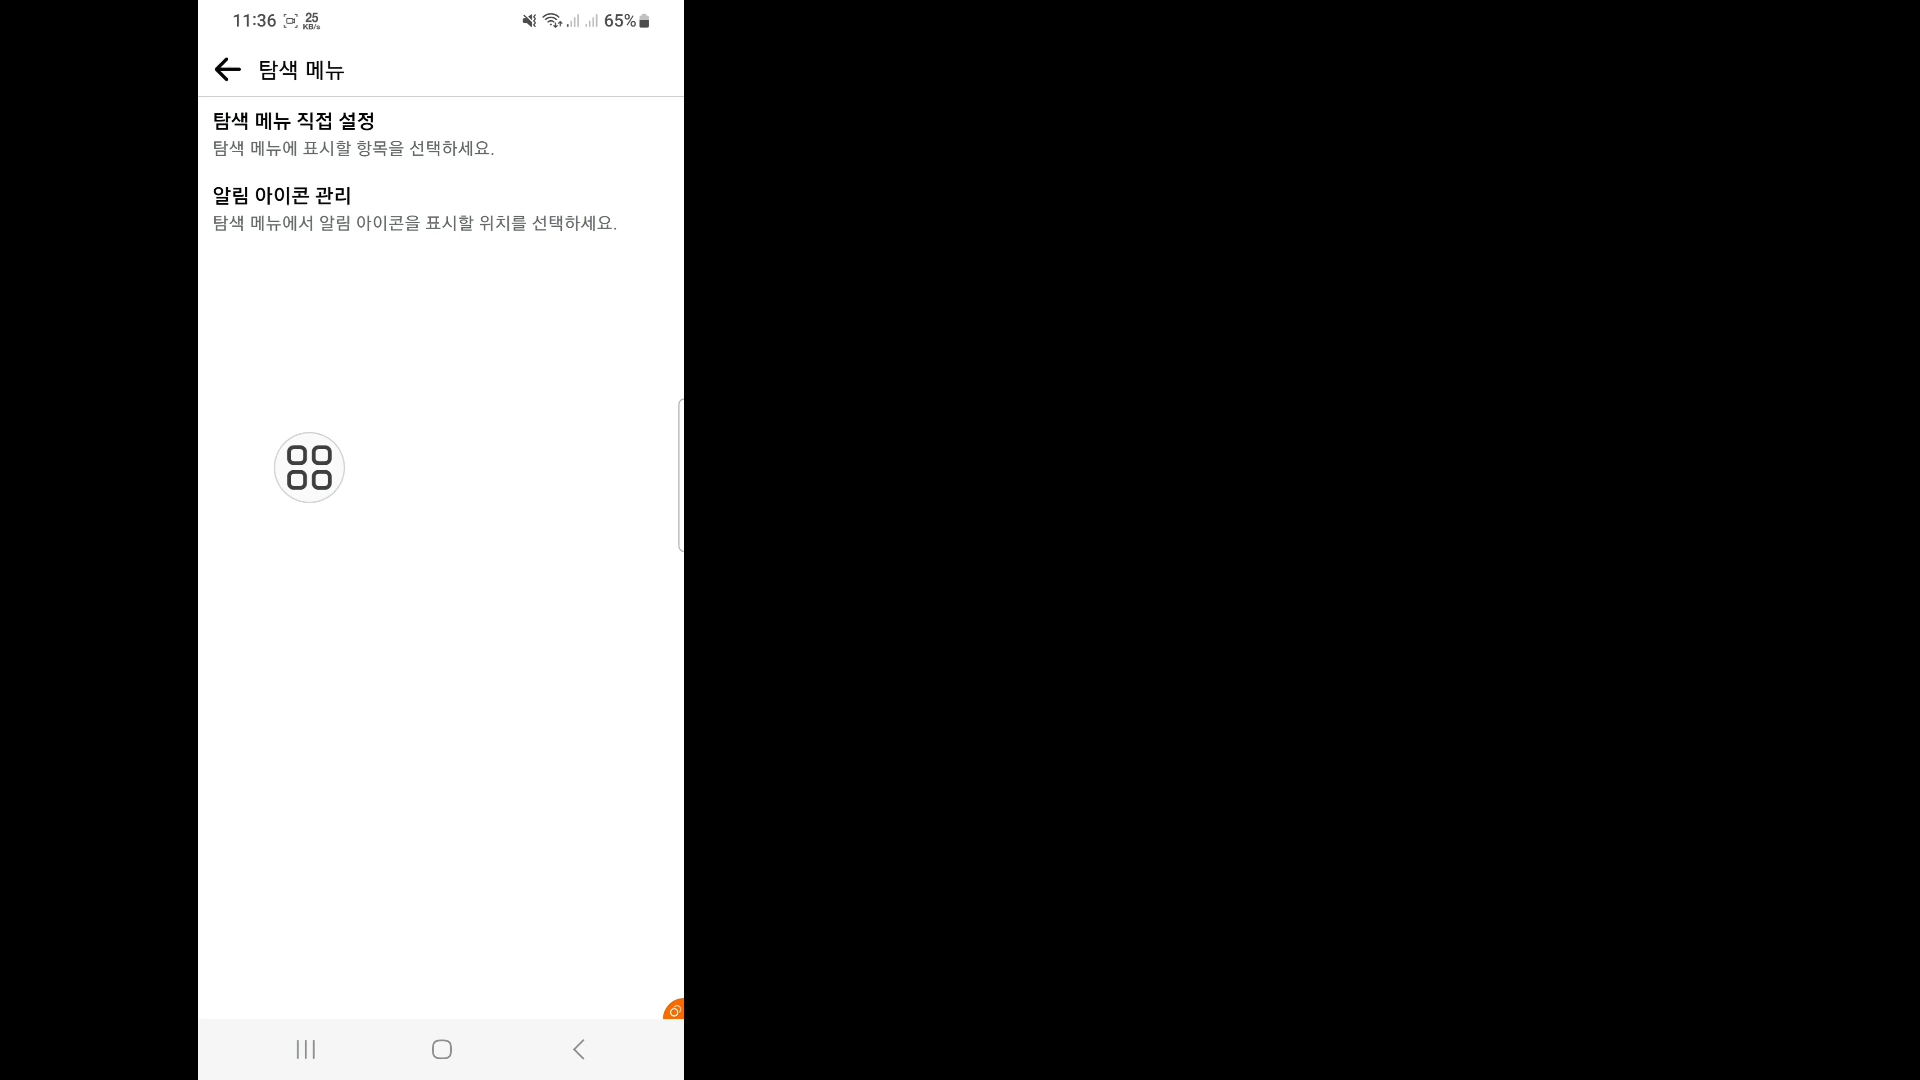 11:36 25 KB/s 65%
탐색 메뉴
탐색 메뉴 직접 설정
탐색 메뉴에 표시할 항목을 선택하세요.
알림 아이콘 관리
탐색 메뉴에서 알림 아이콘을 표시할 위치를 선택하세요.